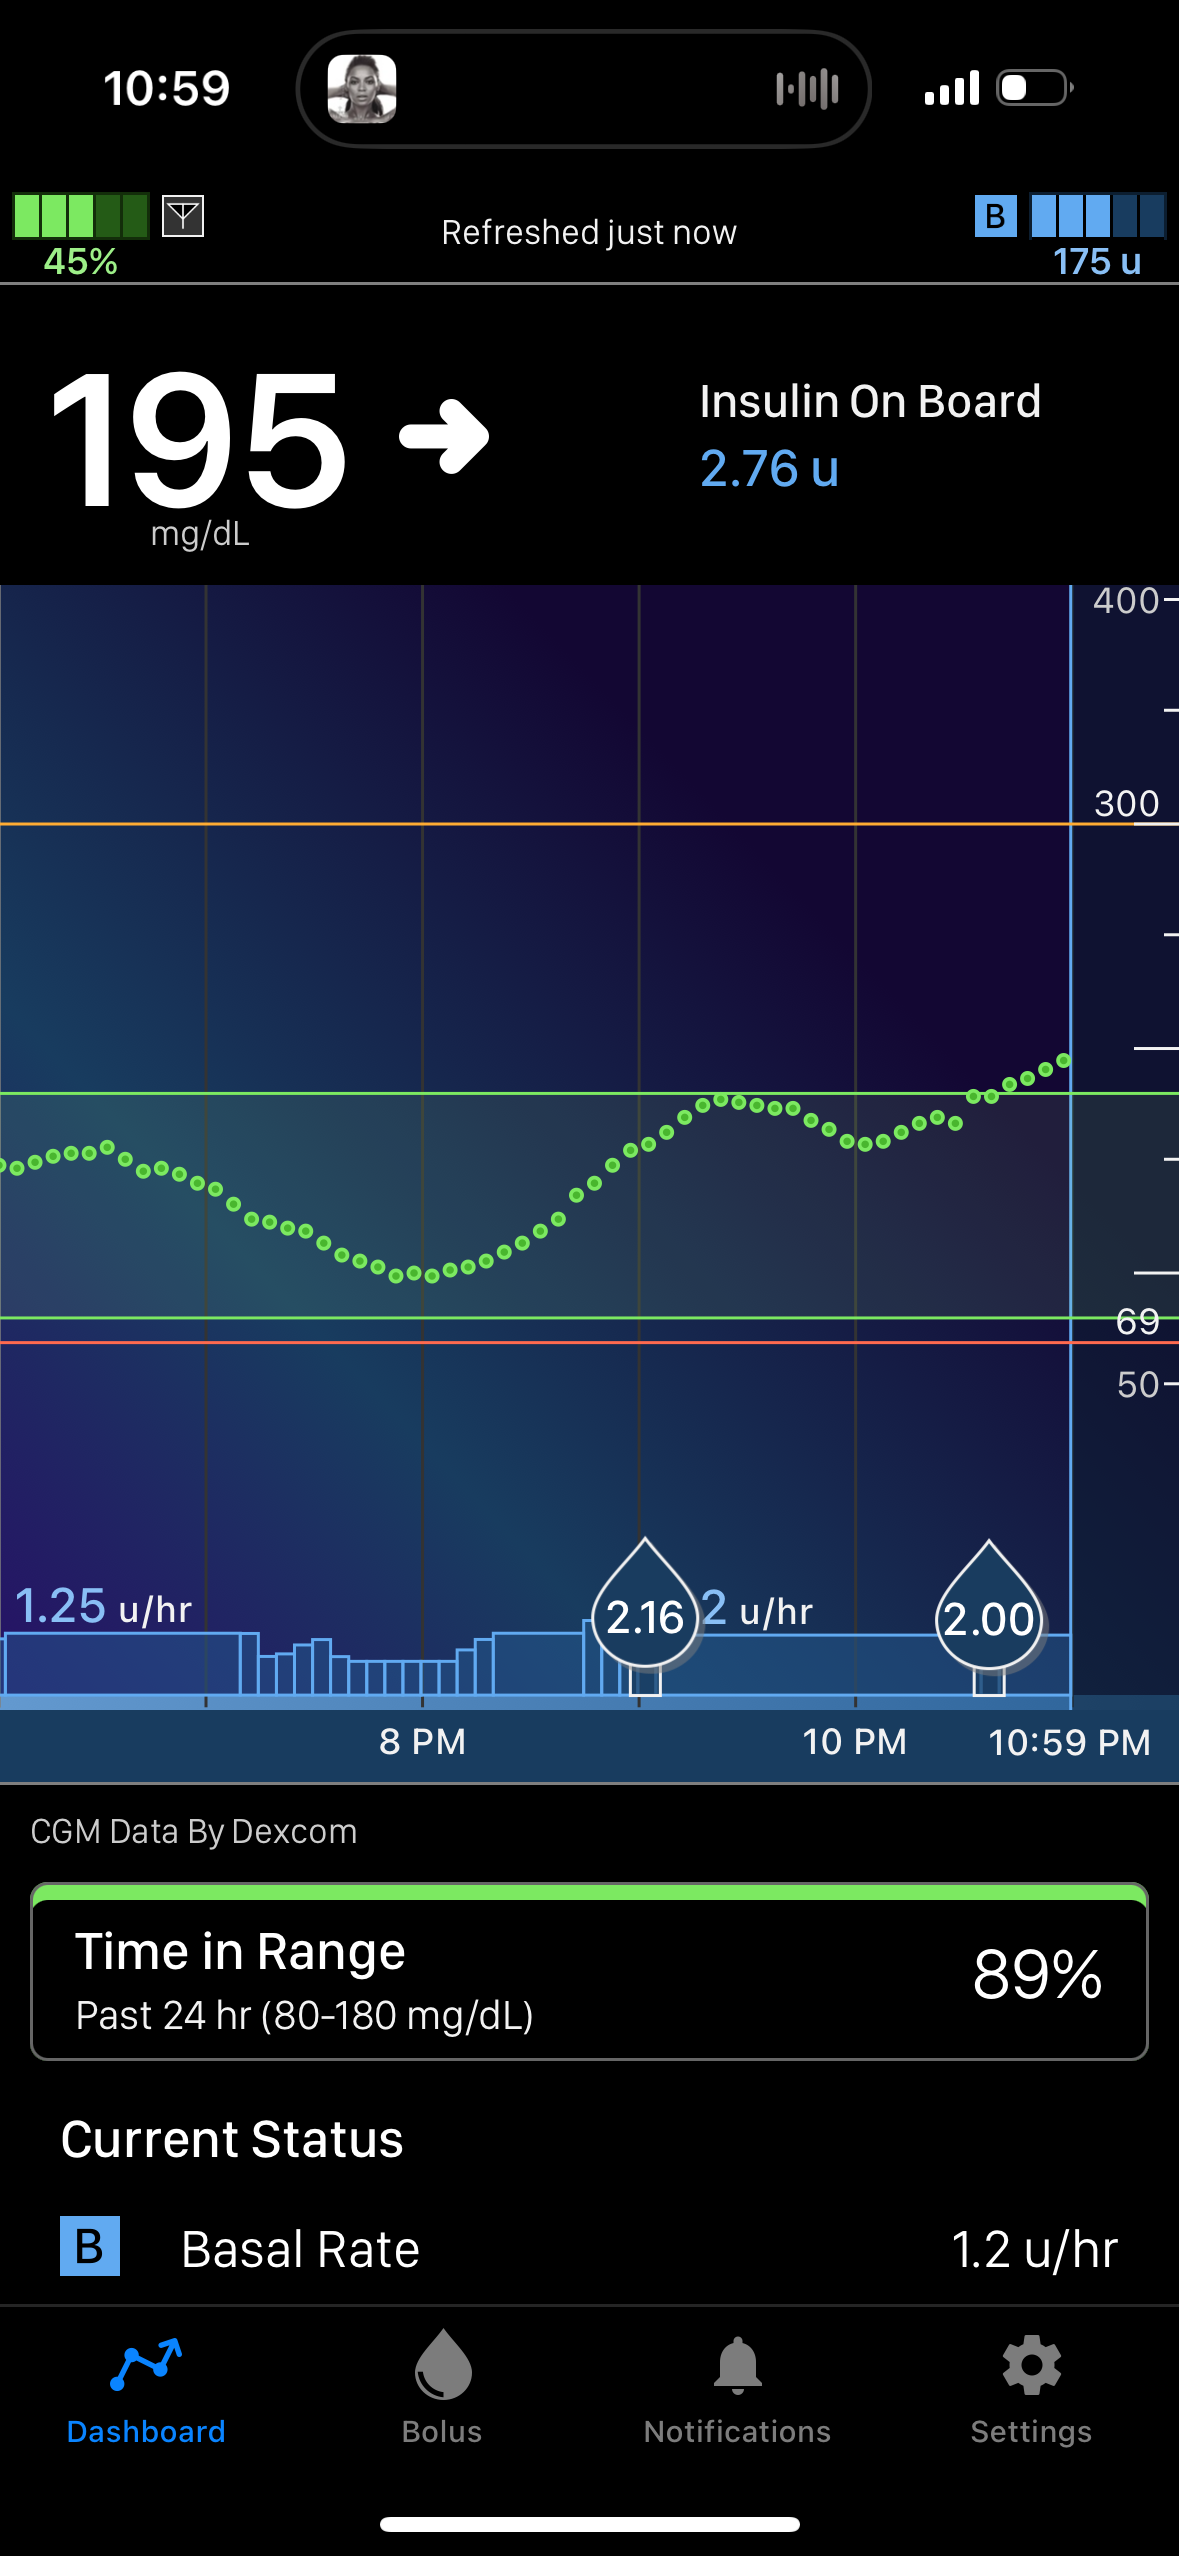 10:59
45%
Refreshed just now
B
175 u
195
mg/dL
Insulin On Board
2.76 u
400
300
69
50
1.25 u/hr
2.16
2 u/hr
2.00
8 PM
10 PM
10:59 PM
CGM Data By Dexcom
Time in Range
Past 24 hr (80-180 mg/dL)
89%
Current Status
B
Basal Rate
1.2 u/hr
Dashboard
Bolus
Notifications
Settings